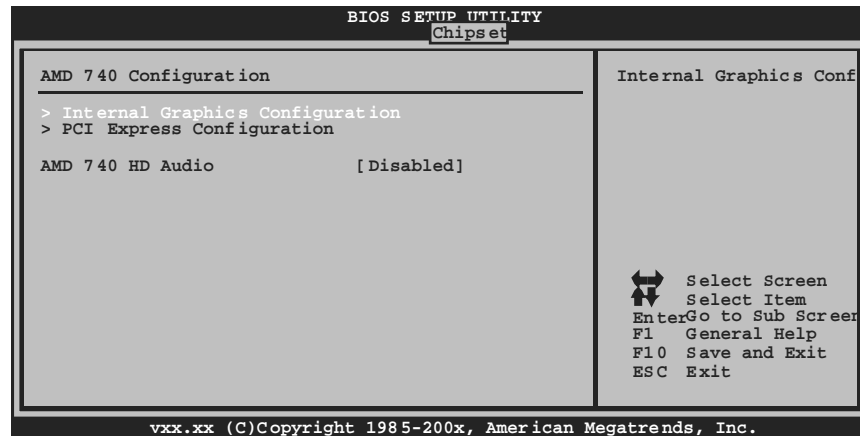 BIOS SETUP UTILITY
Chipset
AMD 740 Configuration
> Internal Graphics Configuration
> PCI Express Configuration
AMD 740 HD Audio [Disabled]
Internal Graphics Conf
Select Screen
Select Item
Enter Go to Sub Screen
F1 General Help
F10 Save and Exit
ESC Exit
vxx.xx (C)Copyright 1985-200x, American Megatrends, Inc.